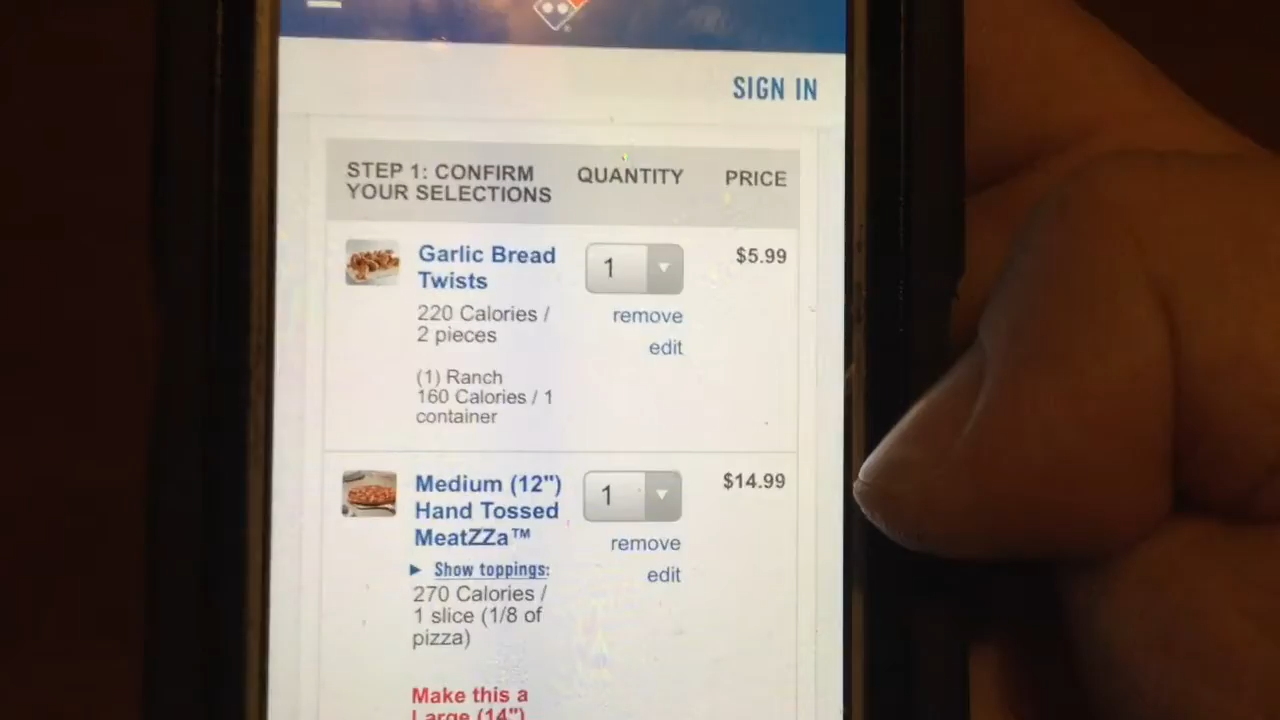 SIGN IN
STEP 1: CONFIRM YOUR SELECTIONS
QUANTITY
PRICE
Garlic Bread
Twists
1
$5.99
220 Calories /
2 pieces
remove
edit
(1) Ranch
160 Calories / 1
container
Medium (12")
Hand Tossed
MeatZZa™
1
$14.99
remove
edit
► Show toppings:
270 Calories /
1 slice (1/8 of
pizza)
Make this a
Large (14")